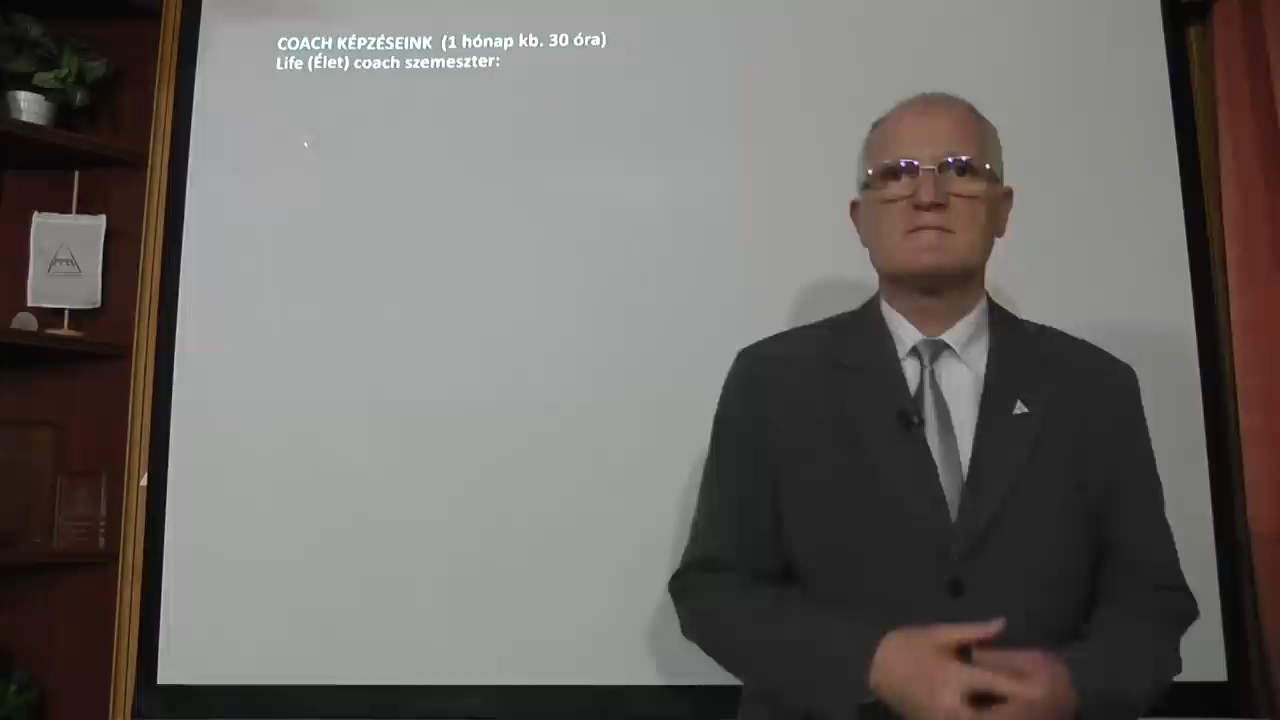 COACH KÉPZÉSEINK (1 hónap kb. 30 óra)
Life (Élet) coach szemeszter: